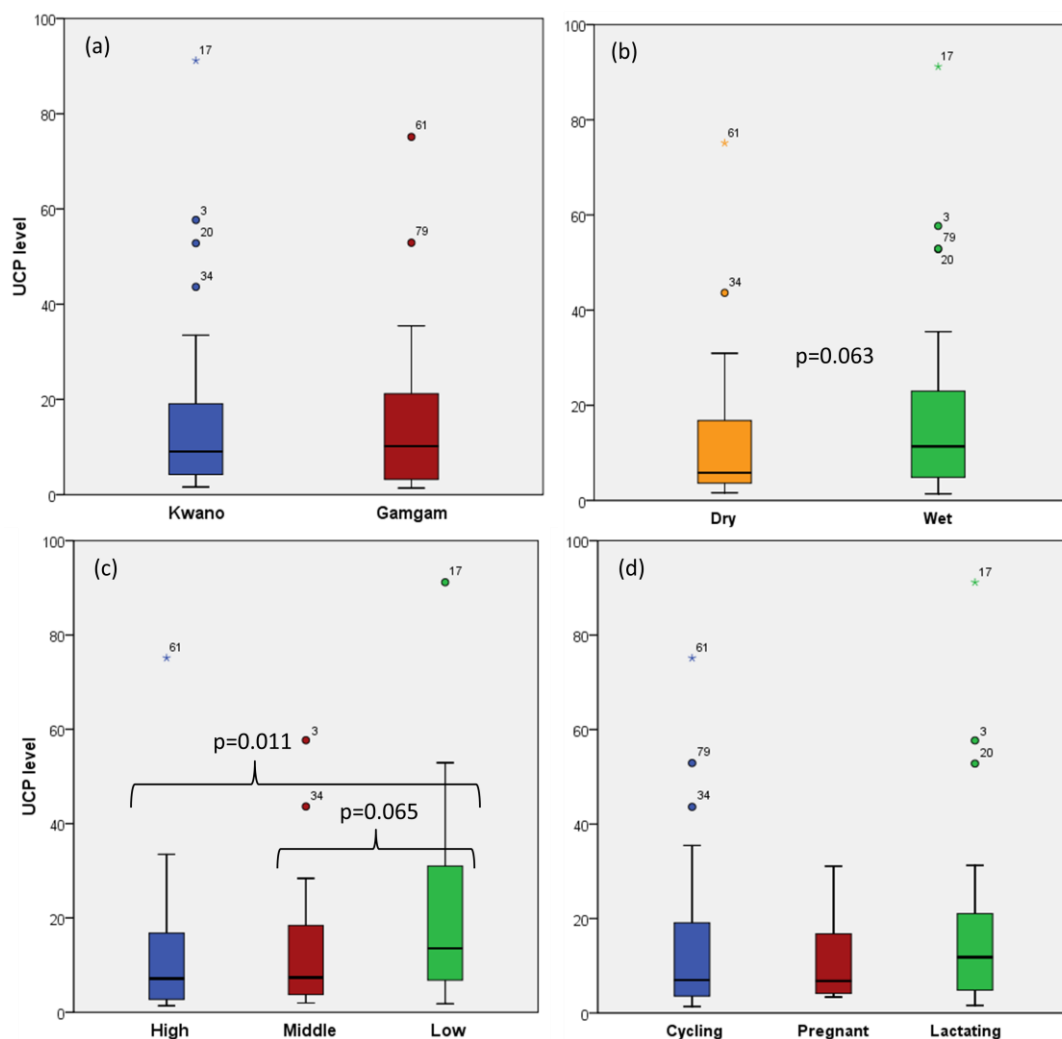 (a)
UCP level
100
80
60
40
20
0
17
3
20
34
61
79
Kwano
Gamgam
(b)
100
80
60
40
20
0
61
34
p=0.063
17
3
79
20
Dry
Wet
(c)
UCP level
100
80
60
40
20
0
61
p=0.011
3
34
p=0.065
17
High
Middle
Low
(d)
100
80
60
40
20
0
61
79
34
17
3
20
Cycling
Pregnant
Lactating